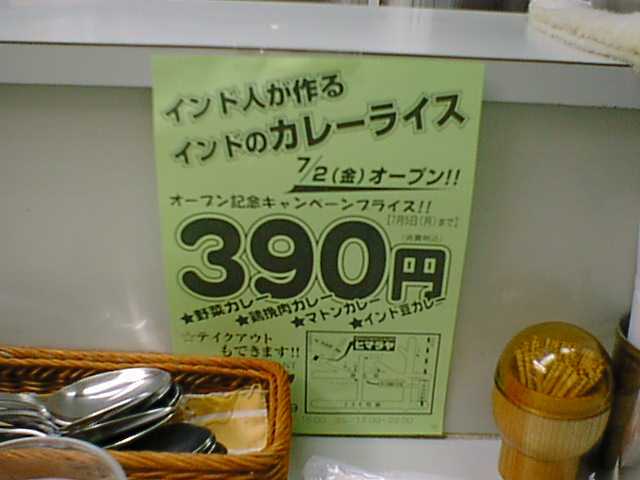 インド人が作る
インドのカレーライス
7/2(金)オープン!!
オープン記念キャンペーンプライス!!
【7月5日(月)まで】
(消費税込)
390円
★野菜カレー
★鶏挽肉カレー
★マトンカレー
★インド豆カレー
☆テイクアウト
もできます!!
ヒマラヤ